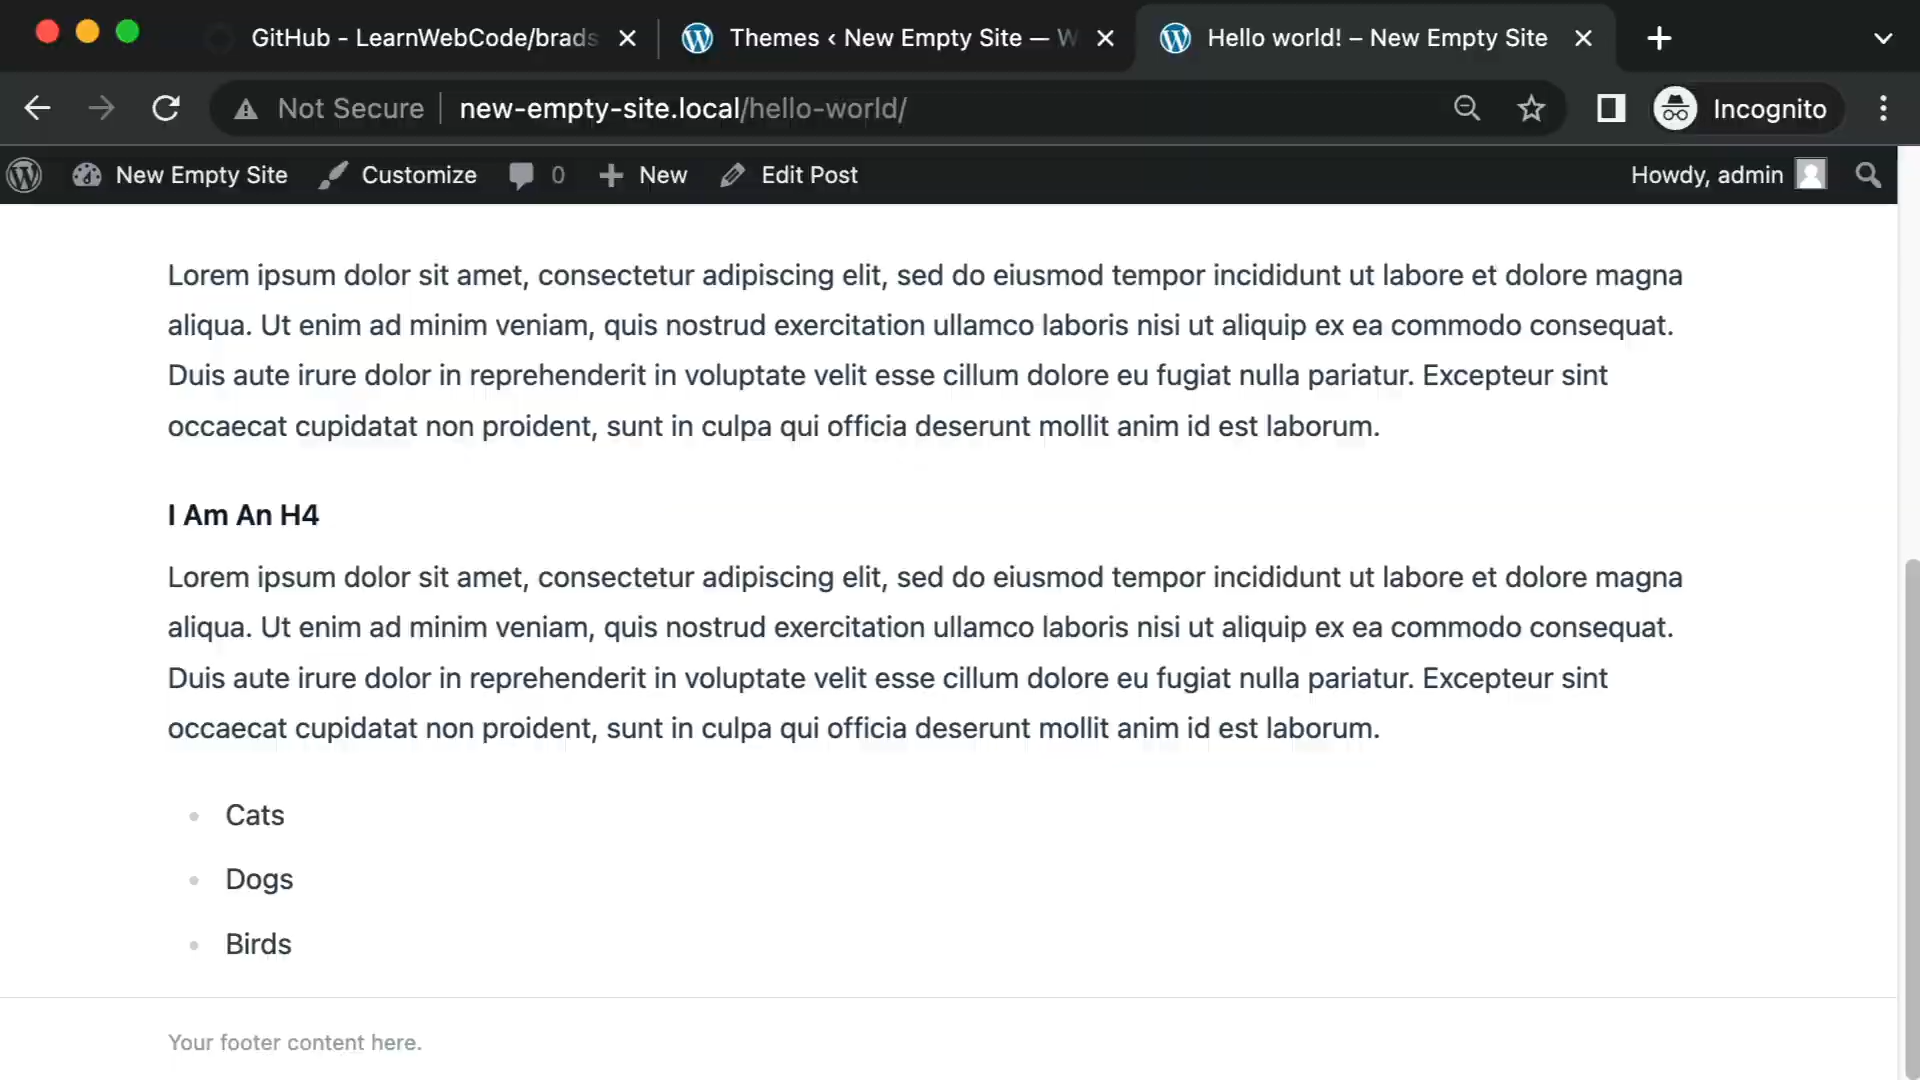 GitHub - LearnWebCode/brads
Themes ‹ New Empty Site — W
Hello world! – New Empty Site
Not Secure
new-empty-site.local/hello-world/
Incognito
New Empty Site
Customize
0
New
Edit Post
Howdy, admin
Lorem ipsum dolor sit amet, consectetur adipiscing elit, sed do eiusmod tempor incididunt ut labore et dolore magna
aliqua. Ut enim ad minim veniam, quis nostrud exercitation ullamco laboris nisi ut aliquip ex ea commodo consequat.
Duis aute irure dolor in reprehenderit in voluptate velit esse cillum dolore eu fugiat nulla pariatur. Excepteur sint
occaecat cupidatat non proident, sunt in culpa qui officia deserunt mollit anim id est laborum.
I Am An H4
Lorem ipsum dolor sit amet, consectetur adipiscing elit, sed do eiusmod tempor incididunt ut labore et dolore magna
aliqua. Ut enim ad minim veniam, quis nostrud exercitation ullamco laboris nisi ut aliquip ex ea commodo consequat.
Duis aute irure dolor in reprehenderit in voluptate velit esse cillum dolore eu fugiat nulla pariatur. Excepteur sint
occaecat cupidatat non proident, sunt in culpa qui officia deserunt mollit anim id est laborum.
Cats
Dogs
Birds
Your footer content here.